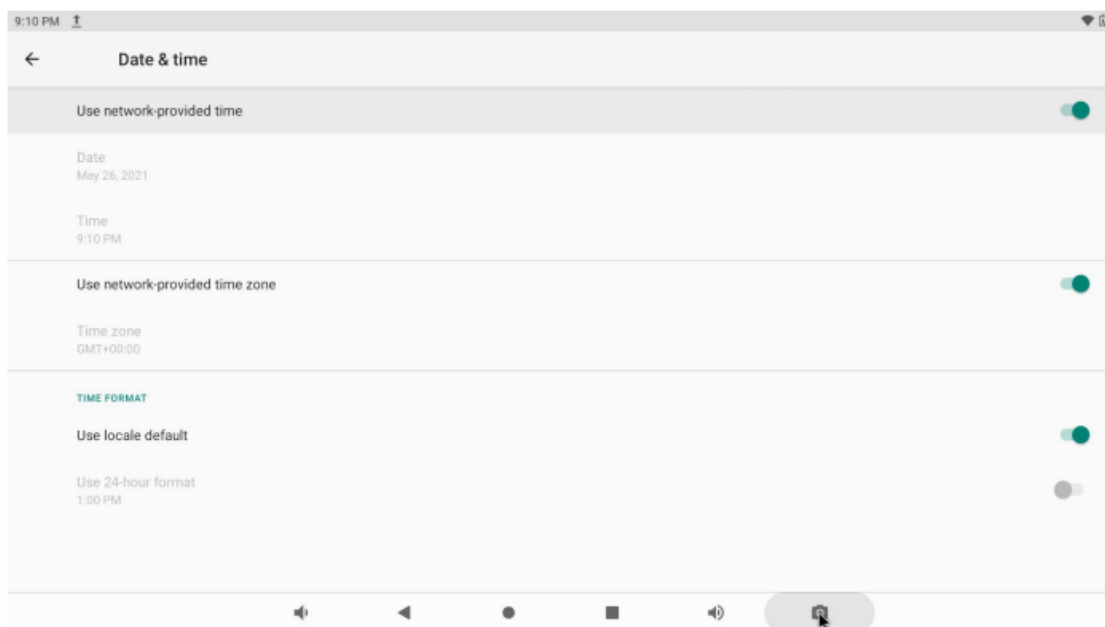 9:10 PM
Date & time
Use network-provided time
Date
May 26, 2021
Time
9:10 PM
Use network-provided time zone
Time zone
GMT+00:00
TIME FORMAT
Use locale default
Use 24-hour format
1:00 PM